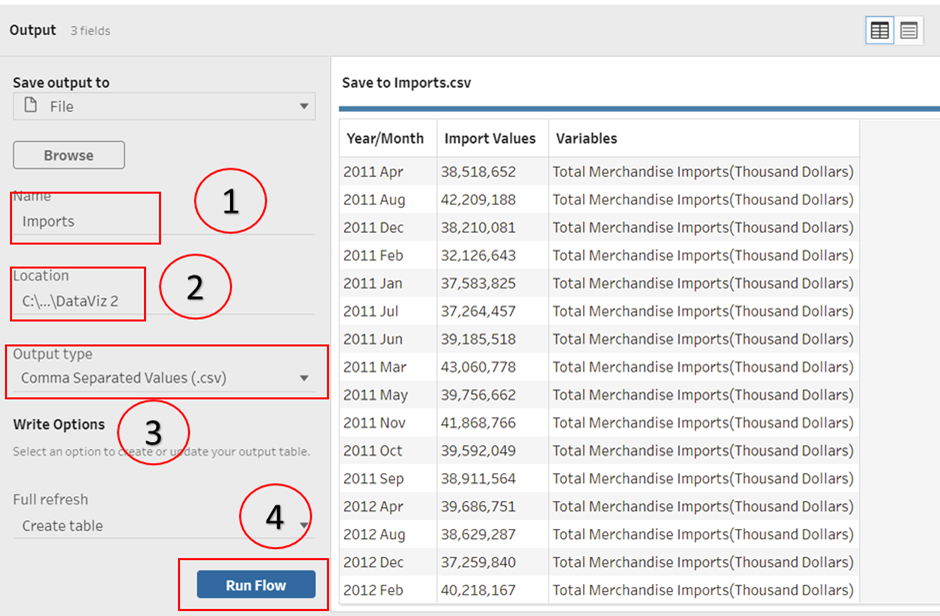 Output 3 fields
Save output to
File
Browse
Name
Imports
1
Location
C:\...\DataViz 2
2
Output type
Comma Separated Values (.csv)
Write Options
3
Select an option to create or update your output table.
Full refresh
Create table
4
Run Flow
Save to Imports.csv
Year/Month Import Values Variables
2011 Apr 38,518,652 Total Merchandise Imports(Thousand Dollars)
2011 Aug 42,209,188 Total Merchandise Imports(Thousand Dollars)
2011 Dec 38,210,081 Total Merchandise Imports(Thousand Dollars)
2011 Feb 32,126,643 Total Merchandise Imports(Thousand Dollars)
2011 Jan 37,583,825 Total Merchandise Imports(Thousand Dollars)
2011 Jul 37,264,457 Total Merchandise Imports(Thousand Dollars)
2011 Jun 39,185,518 Total Merchandise Imports(Thousand Dollars)
2011 Mar 43,060,778 Total Merchandise Imports(Thousand Dollars)
2011 May 39,756,662 Total Merchandise Imports(Thousand Dollars)
2011 Nov 41,868,766 Total Merchandise Imports(Thousand Dollars)
2011 Oct 39,592,049 Total Merchandise Imports(Thousand Dollars)
2011 Sep 38,911,564 Total Merchandise Imports(Thousand Dollars)
2012 Apr 39,686,751 Total Merchandise Imports(Thousand Dollars)
2012 Aug 38,629,287 Total Merchandise Imports(Thousand Dollars)
2012 Dec 37,259,840 Total Merchandise Imports(Thousand Dollars)
2012 Feb 40,218,167 Total Merchandise Imports(Thousand Dollars)